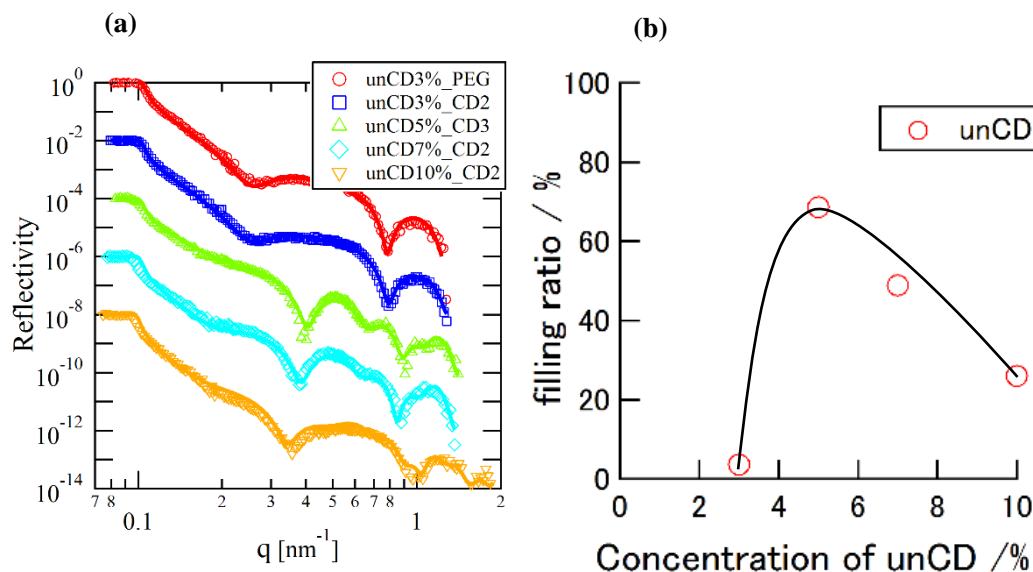 (a)
(b)
Reflectivity
10^0
10^-2
10^-4
10^-6
10^-8
10^-10
10^-12
10^-14
unCD3%_PEG
unCD3%_CD2
unCD5%_CD3
unCD7%_CD2
unCD10%_CD2
7 8 0.1 2 3 4 5 6 7 8 1 2
q [nm^-1]
filling ratio / %
100
80
60
40
20
0
unCD
0 2 4 6 8 10
Concentration of unCD /%